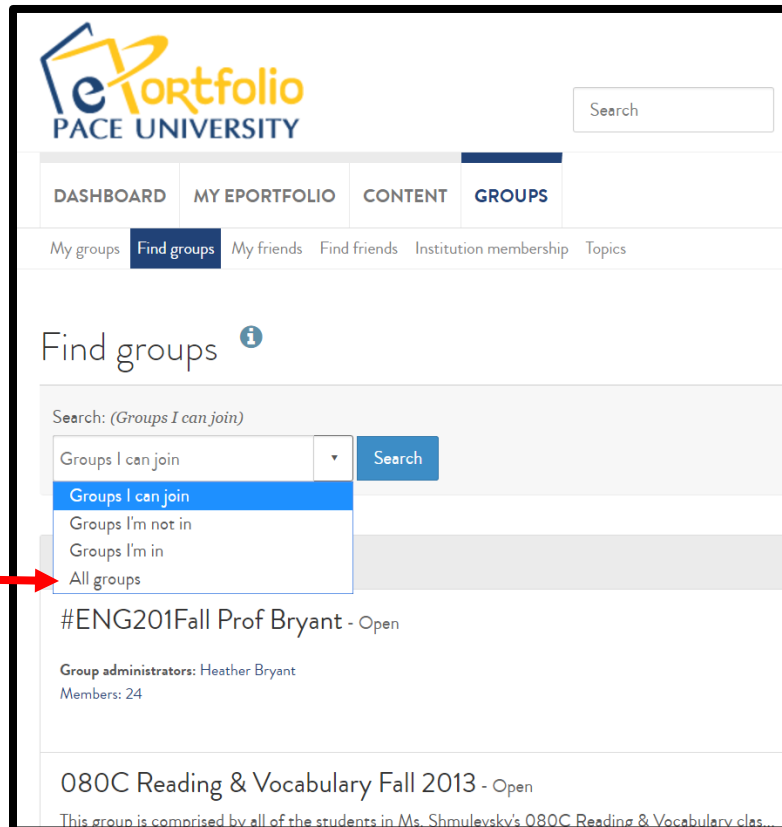 ePortfolio
PACE UNIVERSITY
Search
DASHBOARD MY EPORTFOLIO CONTENT GROUPS
My groups Find groups My friends Find friends Institution membership Topics
Find groups
Search: (Groups I can join)
Groups I can join Search
Groups I can join
Groups I'm not in
Groups I'm in
All groups
#ENG201Fall Prof Bryant - Open
Group administrators: Heather Bryant
Members: 24
080C Reading & Vocabulary Fall 2013 - Open
This group is comprised by all of the students in Ms. Shmulevsky's 080C Reading & Vocabulary clas...